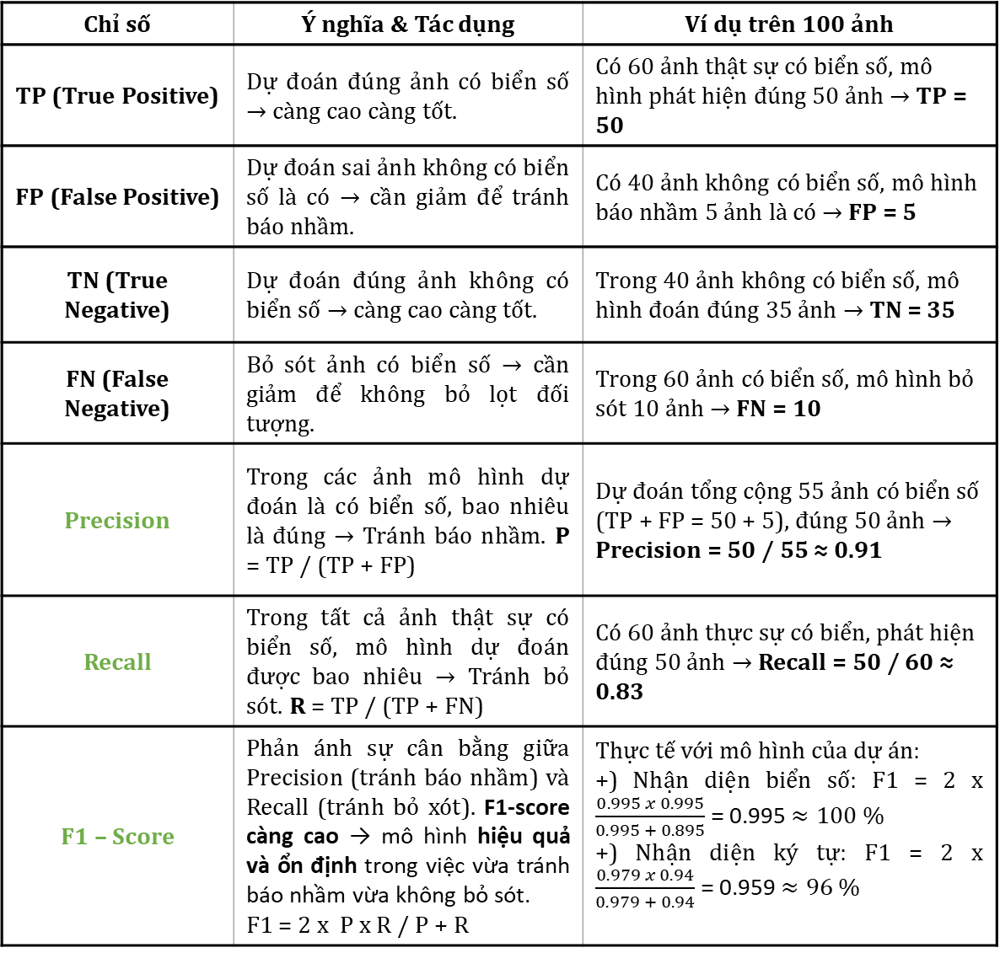 Chỉ số
Ý nghĩa & Tác dụng
Ví dụ trên 100 ảnh
TP (True Positive)
Dự đoán đúng ảnh có biển số
→ càng cao càng tốt.
Có 60 ảnh thật sự có biển số, mô
hình phát hiện đúng 50 ảnh → TP =
50
FP (False Positive)
Dự đoán sai ảnh không có biển
số là có → cần giảm để tránh
báo nhầm.
Có 40 ảnh không có biển số, mô hình
báo nhầm 5 ảnh là có → FP = 5
TN (True
Negative)
Dự đoán đúng ảnh không có
biển số → càng cao càng tốt.
Trong 40 ảnh không có biển số, mô
hình đoán đúng 35 ảnh → TN = 35
FN (False
Negative)
Bỏ sót ảnh có biển số → cần
giảm để không bỏ lọt đối
tượng.
Trong 60 ảnh có biển số, mô hình bỏ
sót 10 ảnh → FN = 10
Precision
Trong các ảnh mô hình dự
đoán là có biển số, bao nhiêu
là đúng → Tránh báo nhầm. P
= TP / (TP + FP)
Dự đoán tổng cộng 55 ảnh có biển số
(TP + FP = 50 + 5), đúng 50 ảnh →
Precision = 50 / 55 ≈ 0.91
Recall
Trong tất cả ảnh thật sự có
biển số, mô hình dự đoán
được bao nhiêu → Tránh bỏ
sót. R = TP / (TP + FN)
Có 60 ảnh thực sự có biển, phát hiện
đúng 50 ảnh → Recall = 50 / 60 ≈
0.83
F1 – Score
Phản ánh sự cân bằng giữa
Precision (tránh báo nhầm) và
Recall (tránh bỏ xót). F1-score
càng cao → mô hình hiệu quả
và ổn định trong việc vừa tránh
báo nhầm vừa không bỏ sót.
F1 = 2 x P x R / P + R
Thực tế với mô hình của dự án:
+) Nhận diện biển số: F1 = 2 x
0.995 x 0.995
0.995 + 0.895
= 0.995 ≈ 100 %
+) Nhận diện ký tự: F1 = 2 x
0.979 x 0.94
0.979 + 0.94
= 0.959 ≈ 96 %